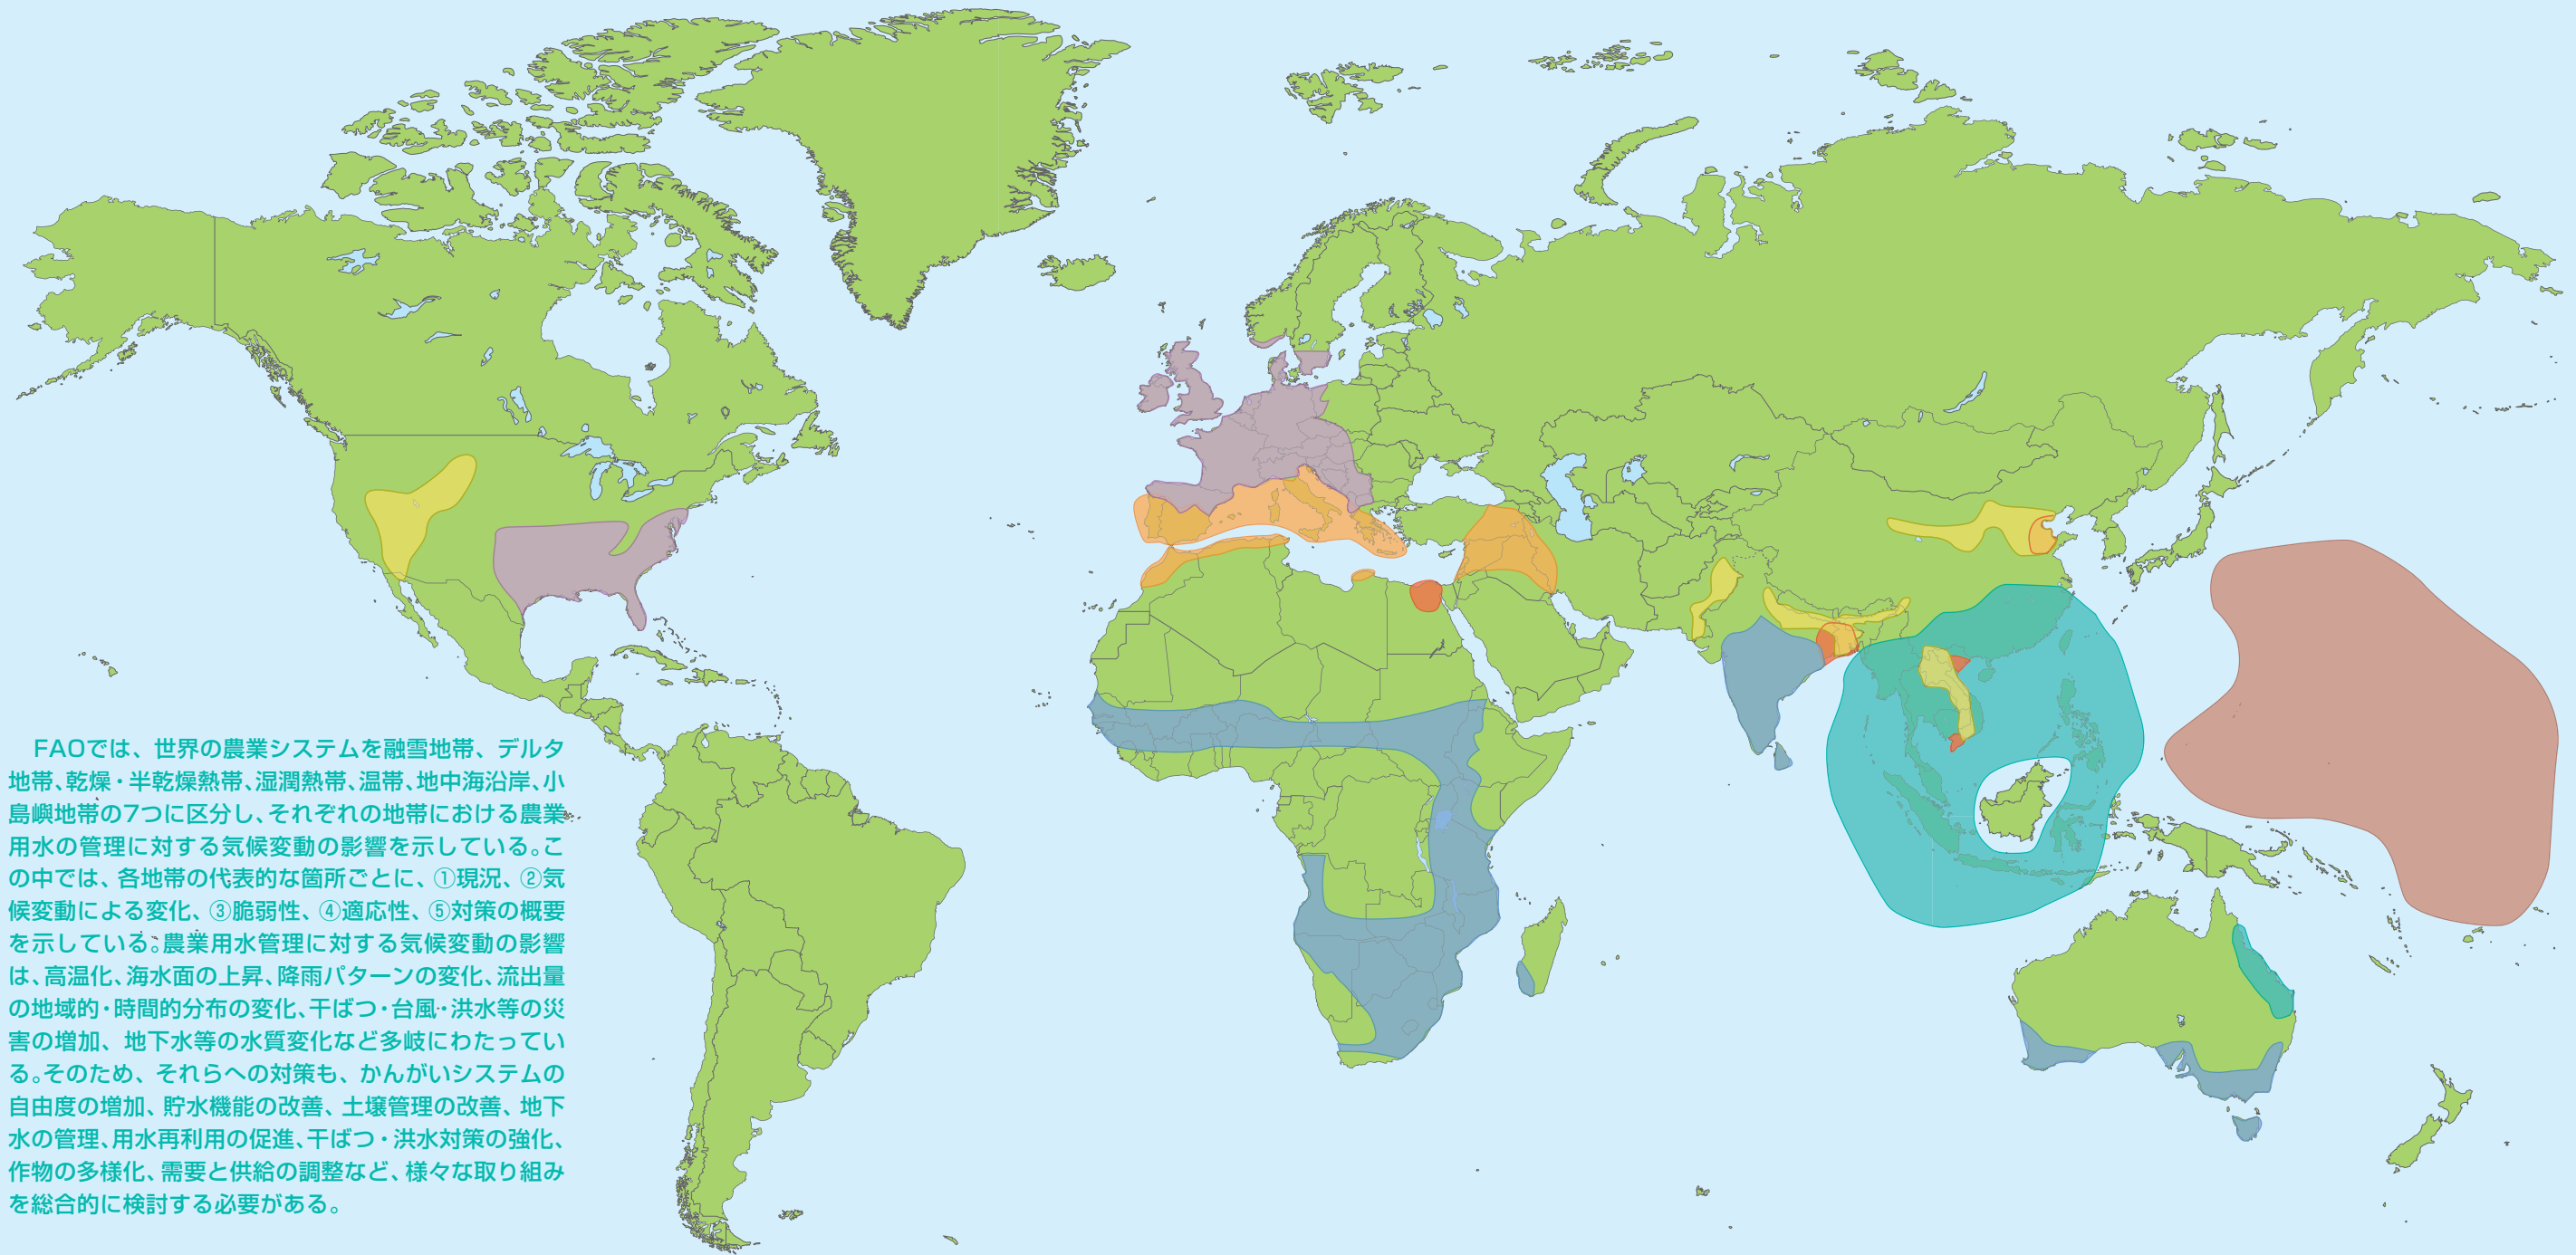 FAOでは、世界の農業システムを融雪地帯、デルタ
地帯、乾燥・半乾燥熱帯、湿潤熱帯、温帯、地中海沿岸、小
島嶼地帯の7つに区分し、それぞれの地帯における農業
用水の管理に対する気候変動の影響を示している。こ
の中では、各地帯の代表的な箇所ごとに、①現況、②気
候変動による変化、③脆弱性、④適応性、⑤対策の概要
を示している。農業用水管理に対する気候変動の影響
は、高温化、海水面の上昇、降雨パターンの変化、流出量
の地域的・時間的分布の変化、干ばつ・台風・洪水等の災
害の増加、地下水等の水質変化など多岐にわたってい
る。そのため、それらへの対策も、かんがいシステムの
自由度の増加、貯水機能の改善、土壌管理の改善、地下
水の管理、用水再利用の促進、干ばつ・洪水対策の強化、
作物の多様化、需要と供給の調整など、様々な取り組み
を総合的に検討する必要がある。